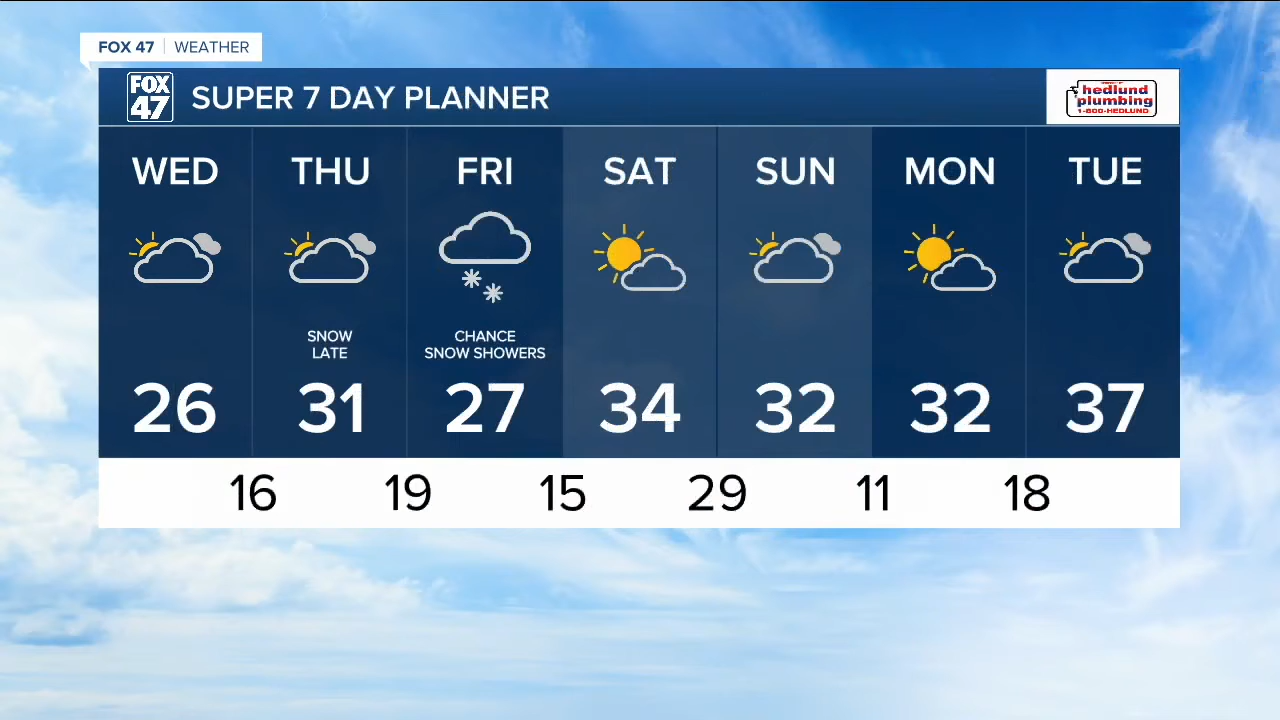 FOX 47 | WEATHER
FOX
47
SUPER 7 DAY PLANNER
hedlund
plumbing
1-800-HEDLUND
WED THU FRI SAT SUN MON TUE
SNOW
LATE
CHANCE
SNOW SHOWERS
26 31 27 34 32 32 37
16 19 15 29 11 18